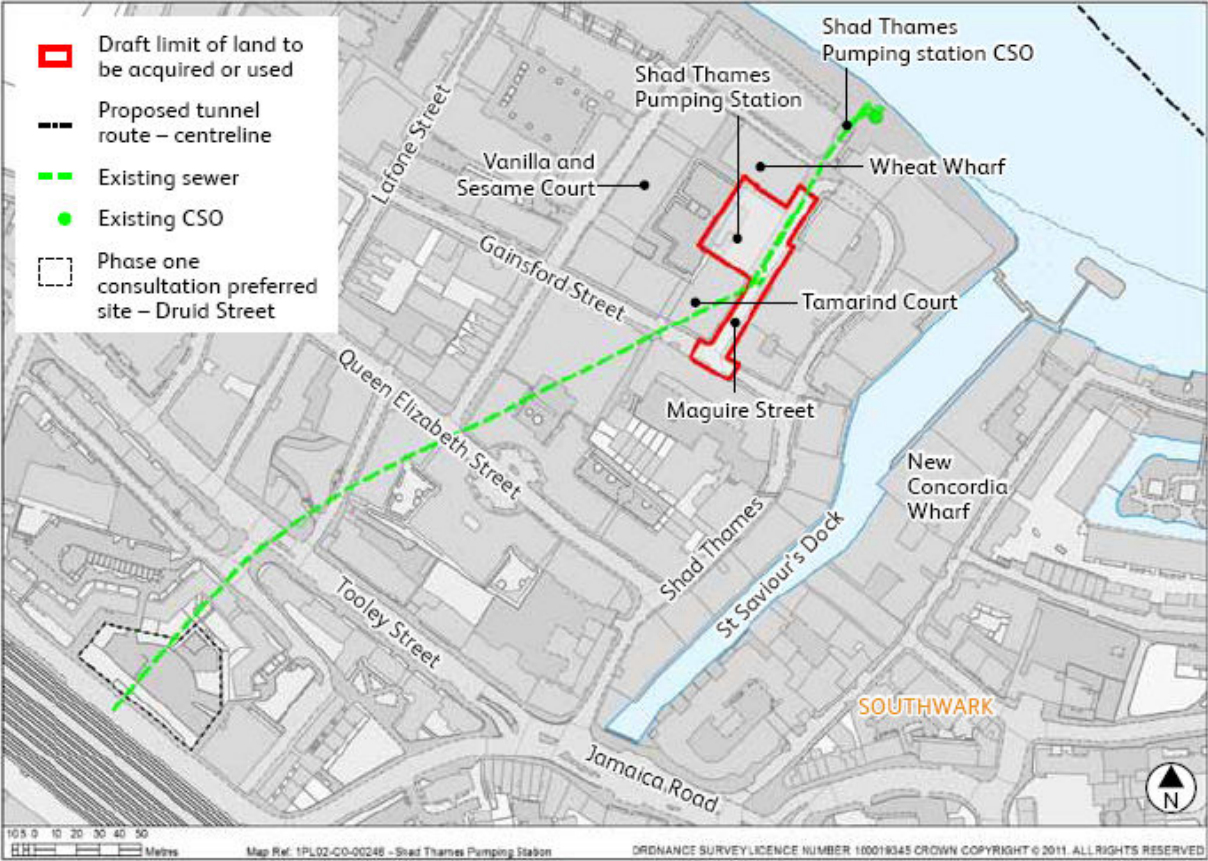 Draft limit of land to
be acquired or used
Proposed tunnel
route – centreline
Existing sewer
Existing CSO
Phase one
consultation preferred
site – Druid Street
Shad Thames
Pumping station CSO
Shad Thames
Pumping Station
Lafone Street
Vanilla and
Sesame Court
Wheat Wharf
Gainsford Street
Tamarind Court
Queen Elizabeth Street
Maguire Street
New
Concordia
Wharf
Shad Thames
St Saviour's Dock
Tooley Street
SOUTHWARK
Jamaica Road
N
10 5 0 10 20 30 40 50
Metres
Map Ref: 1PL02-CO-00246 - Shad Thames Pumping Station
ORDNANCE SURVEY LICENCE NUMBER 100019345 CROWN COPYRIGHT © 2011. ALL RIGHTS RESERVED